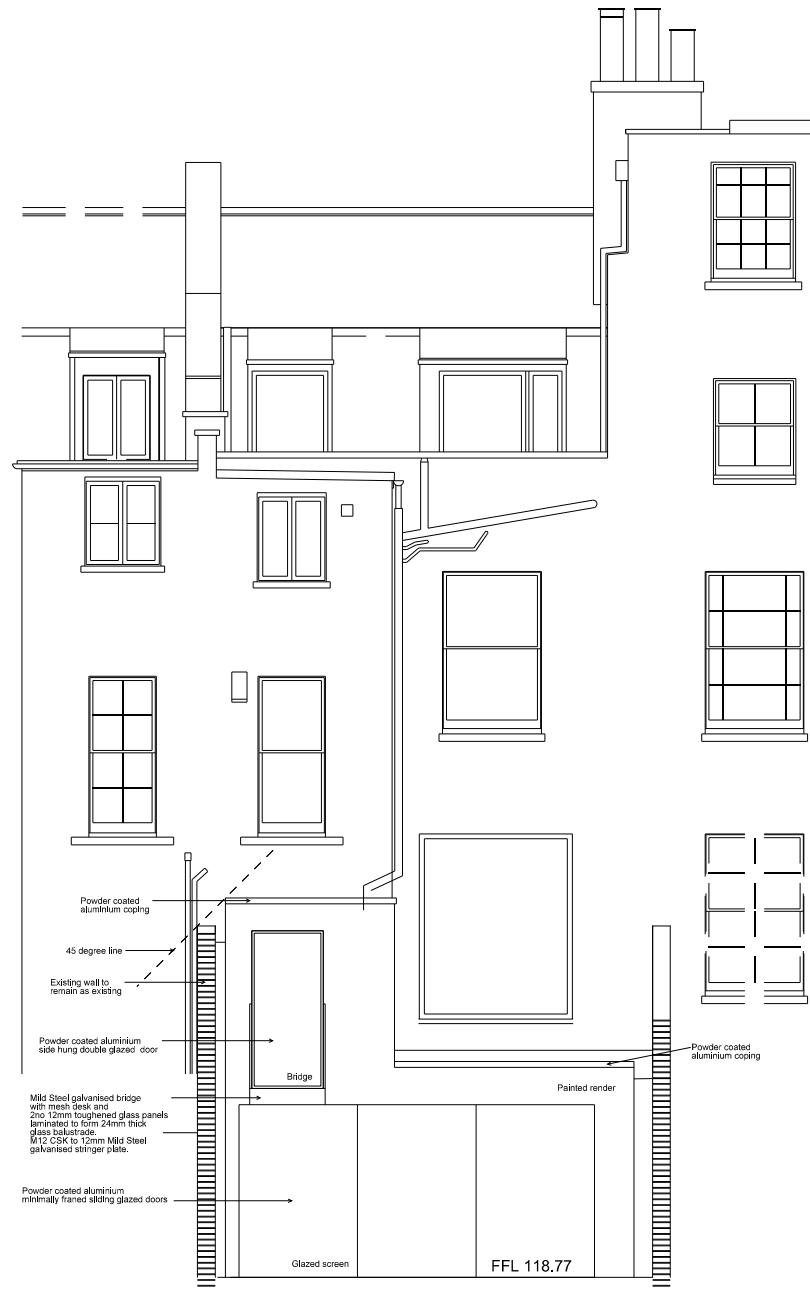 Powder coated
aluminium coping
45 degree line
Existing wall to
remain as existing
Powder coated aluminium
side hung double glazed door
Bridge
Powder coated
aluminium coping
Painted render
Mild Steel galvanised bridge
with mesh desk and
2no 12mm toughened glass panels
laminated to form 24mm thick
glass balustrade.
M12 CSK to 12mm Mild Steel
galvanised stringer plate.
Powder coated aluminium
minimally framed sliding glazed doors
Glazed screen
FFL 118.77